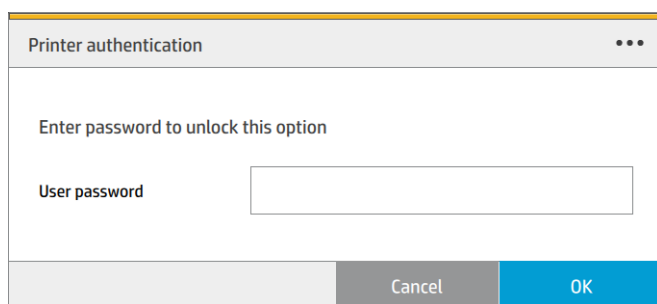 Printer authentication
Enter password to unlock this option
User password
Cancel OK